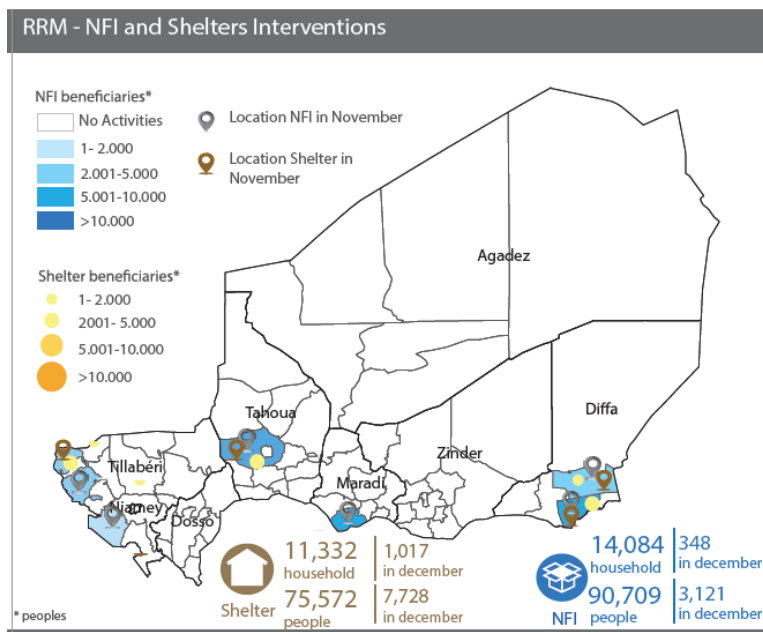 RRM - NFI and Shelters Interventions
NFI beneficiaries*
No Activities
1- 2.000
2.001-5.000
5.001-10.000
>10.000
Location NFI in November
Location Shelter in
November
Shelter beneficiaries*
1- 2.000
2001- 5.000
5.001-10.000
>10.000
Agadez
Diffa
Tahoua
Zinder
Tillabéri
Maradi
Niamey
Dosso
Shelter
11,332
household
1,017
in december
75,572
people
7,728
in december
NFI
14,084
household
348
in december
90,709
people
3,121
in december
* peoples